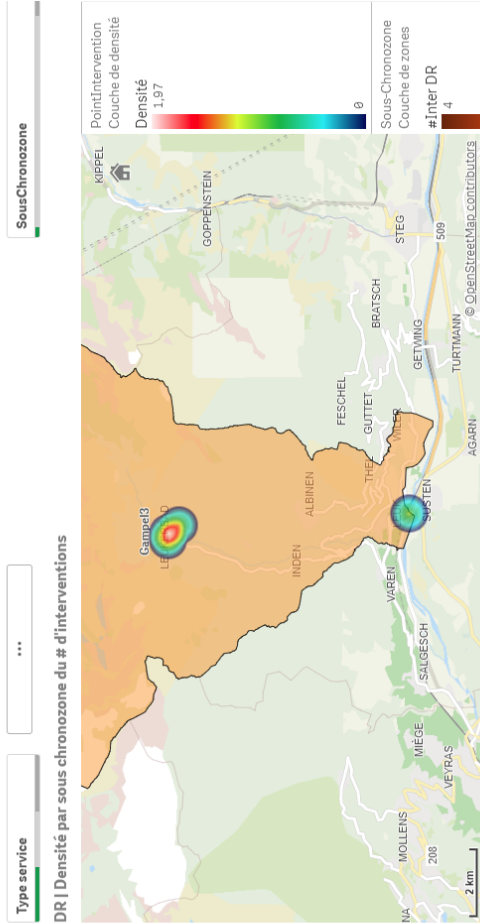 Type service
...
SousChronozone
DR | Densité par sous chronozone du # d'interventions
KIPPEL
GOPPENSTEIN
Gampel3
STEG
BRATSCH
FESCHEL
GUTTET
ALBINEN
INDEN
WILER
509
GETWING
VAREN
SUSTEN
TURTMANN
AGARN
SALGESCH
MIÈGE
MOLLENS
VEYRAS
208
NA
2 km
© OpenStreetMap contributors
PointIntervention
Couche de densité
Densité
1,97
0
Sous-Chronozone
Couche de zones
#Inter DR
4